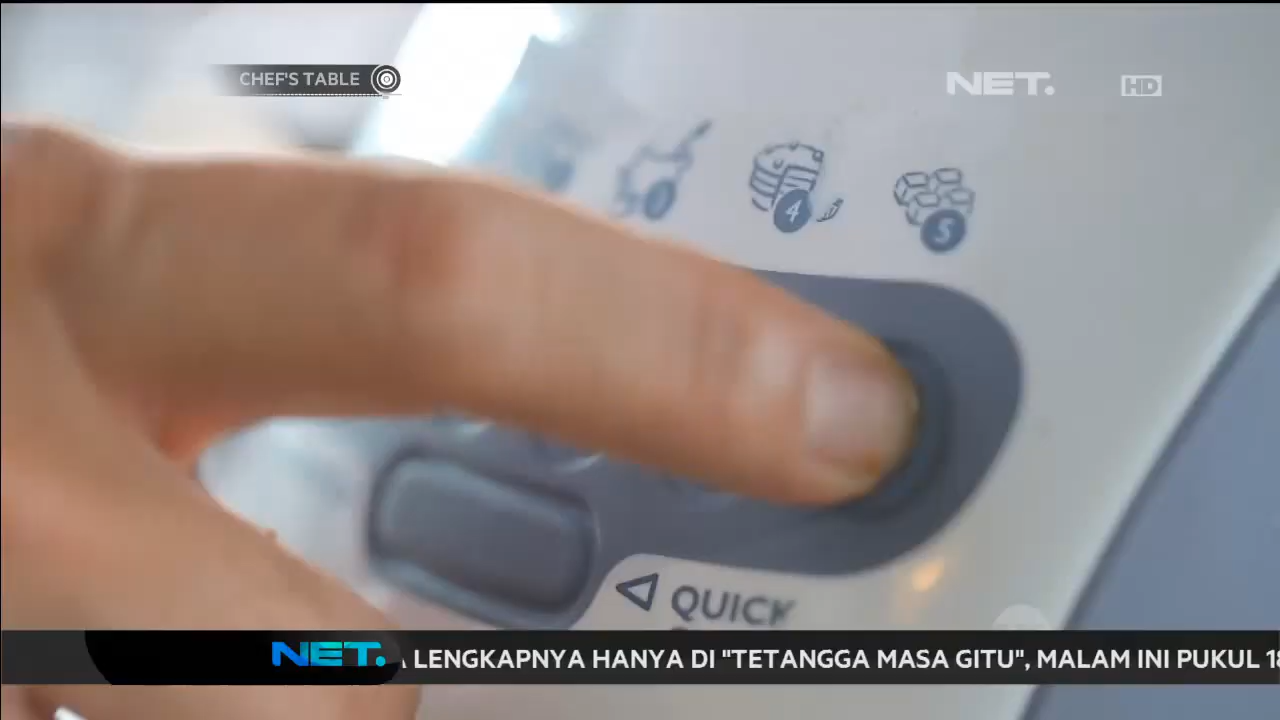 CHEF'S TABLE
NET.
HD
4
5
QUICK
NET.
LENGKAPNYA HANYA DI "TETANGGA MASA GITU", MALAM INI PUKUL 18